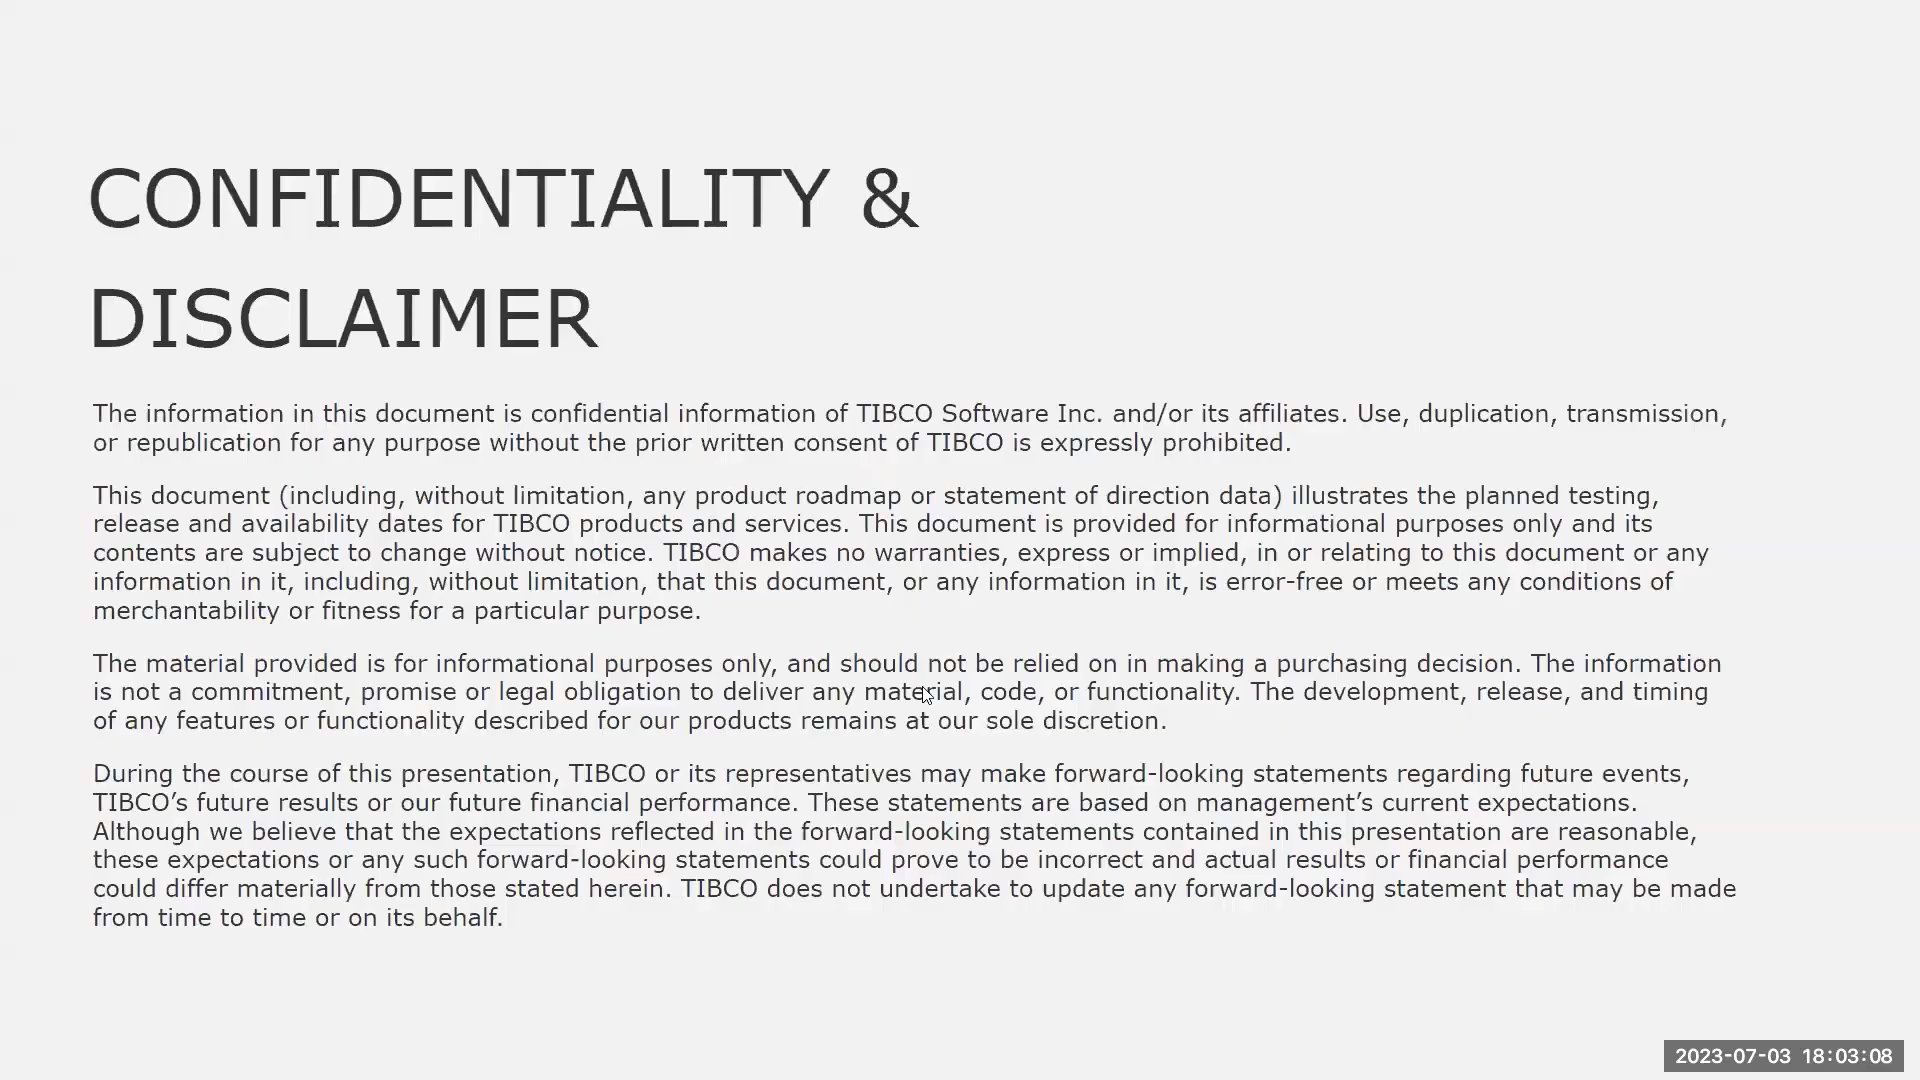 CONFIDENTIALITY &
DISCLAIMER
The information in this document is confidential information of TIBCO Software Inc. and/or its affiliates. Use, duplication, transmission,
or republication for any purpose without the prior written consent of TIBCO is expressly prohibited.
This document (including, without limitation, any product roadmap or statement of direction data) illustrates the planned testing,
release and availability dates for TIBCO products and services. This document is provided for informational purposes only and its
contents are subject to change without notice. TIBCO makes no warranties, express or implied, in or relating to this document or any
information in it, including, without limitation, that this document, or any information in it, is error-free or meets any conditions of
merchantability or fitness for a particular purpose.
The material provided is for informational purposes only, and should not be relied on in making a purchasing decision. The information
is not a commitment, promise or legal obligation to deliver any material, code, or functionality. The development, release, and timing
of any features or functionality described for our products remains at our sole discretion.
During the course of this presentation, TIBCO or its representatives may make forward-looking statements regarding future events,
TIBCO’s future results or our future financial performance. These statements are based on management’s current expectations.
Although we believe that the expectations reflected in the forward-looking statements contained in this presentation are reasonable,
these expectations or any such forward-looking statements could prove to be incorrect and actual results or financial performance
could differ materially from those stated herein. TIBCO does not undertake to update any forward-looking statement that may be made
from time to time or on its behalf.
2023-07-03 18:03:08